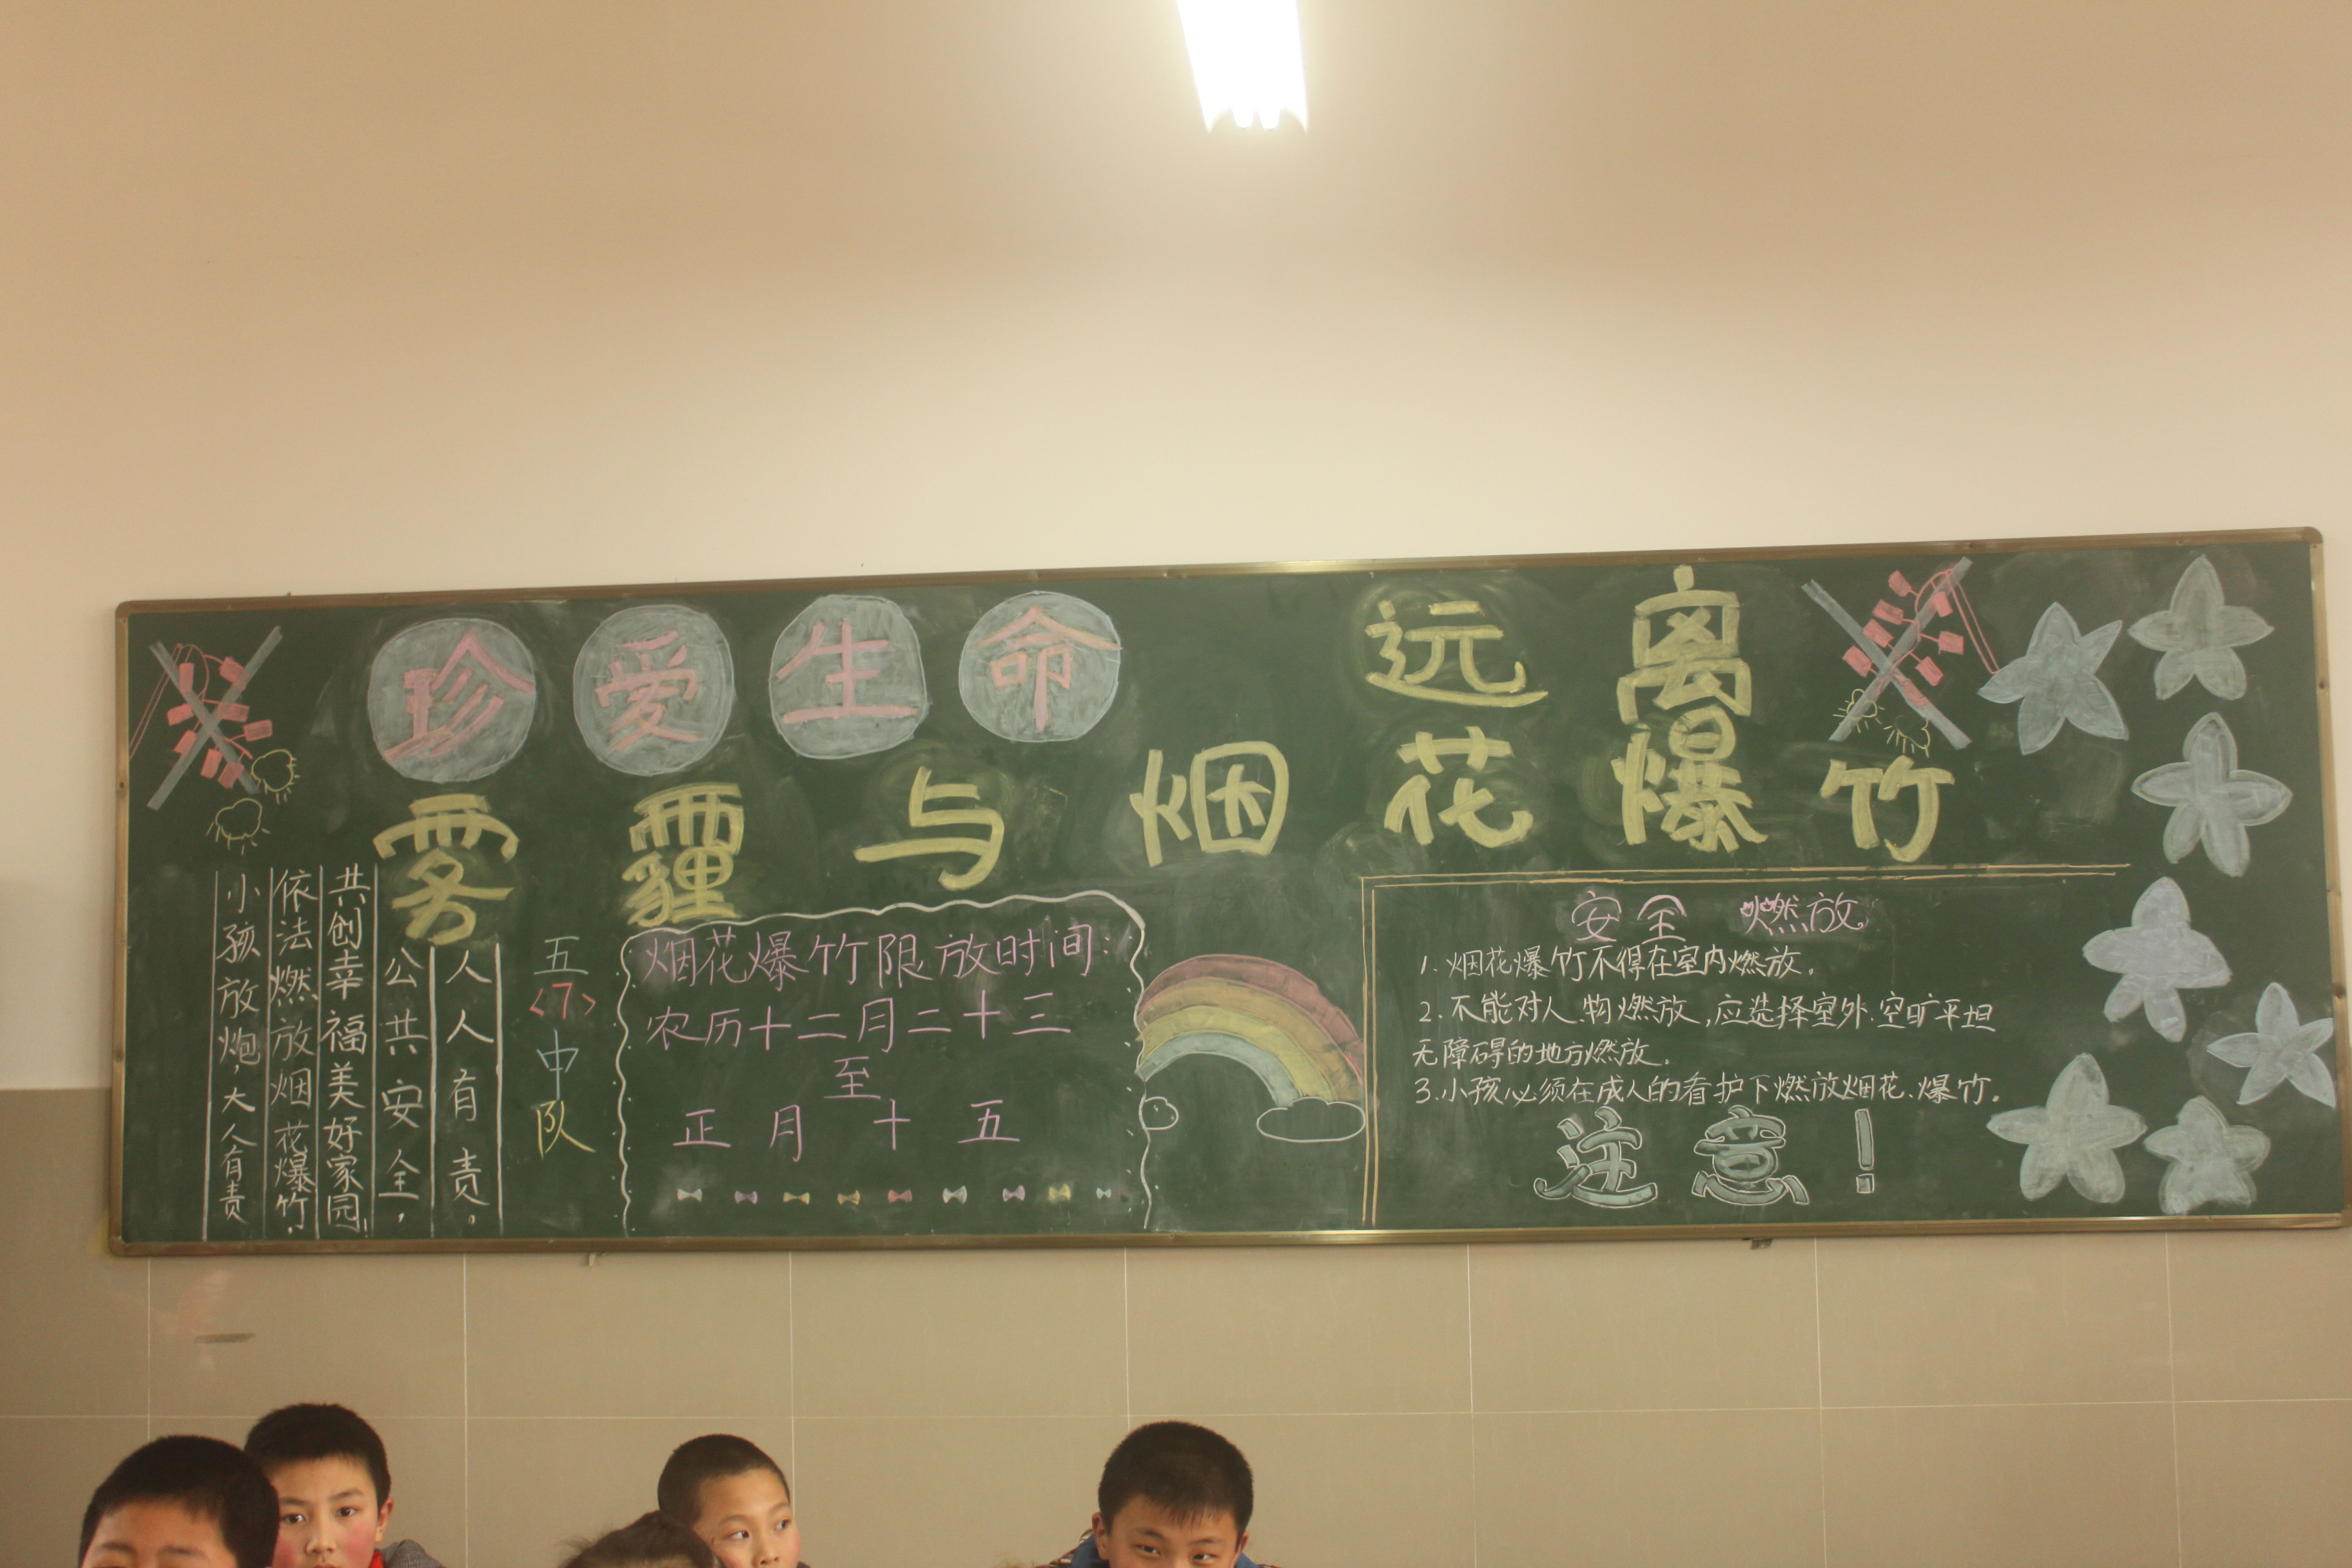 珍爱生命 远离
雾霾与烟花爆竹
小孩放炮,大人有责
依法燃放烟花爆竹,
共创幸福美好家园!
公共安全,
人人有责。
五<7>中队
烟花爆竹限放时间:
农历十二月二十三
至
正月十五
安全 燃放
1.烟花爆竹不得在室内燃放。
2.不能对人、物燃放,应选择室外、空旷平坦
无障碍的地方燃放。
3.小孩必须在成人的看护下燃放烟花、爆竹。
注意!